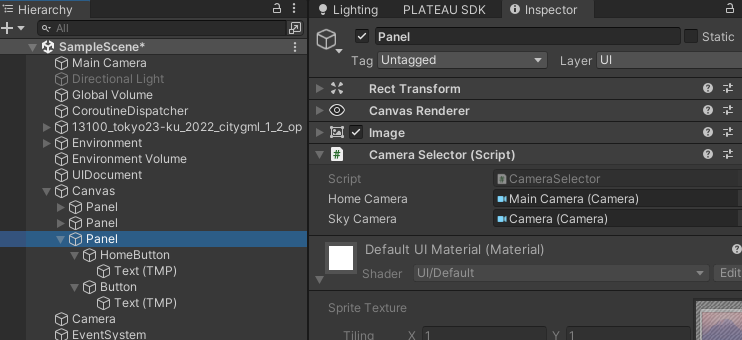 Hierarchy
All
SampleScene*
Main Camera
Directional Light
Global Volume
CoroutineDispatcher
13100_tokyo23-ku_2022_citygml_1_2_op
Environment
Environment Volume
UIDocument
Canvas
Panel
Panel
Panel
HomeButton
Text (TMP)
Button
Text (TMP)
Camera
EventSystem
Lighting PLATEAU SDK Inspector
Panel Static
Tag Untagged Layer UI
Rect Transform
Canvas Renderer
Image
Camera Selector (Script)
Script CameraSelector
Home Camera Main Camera (Camera)
Sky Camera Camera (Camera)
Default UI Material (Material)
Shader UI/Default Edit
Sprite Texture
Tiling X 1 Y 1